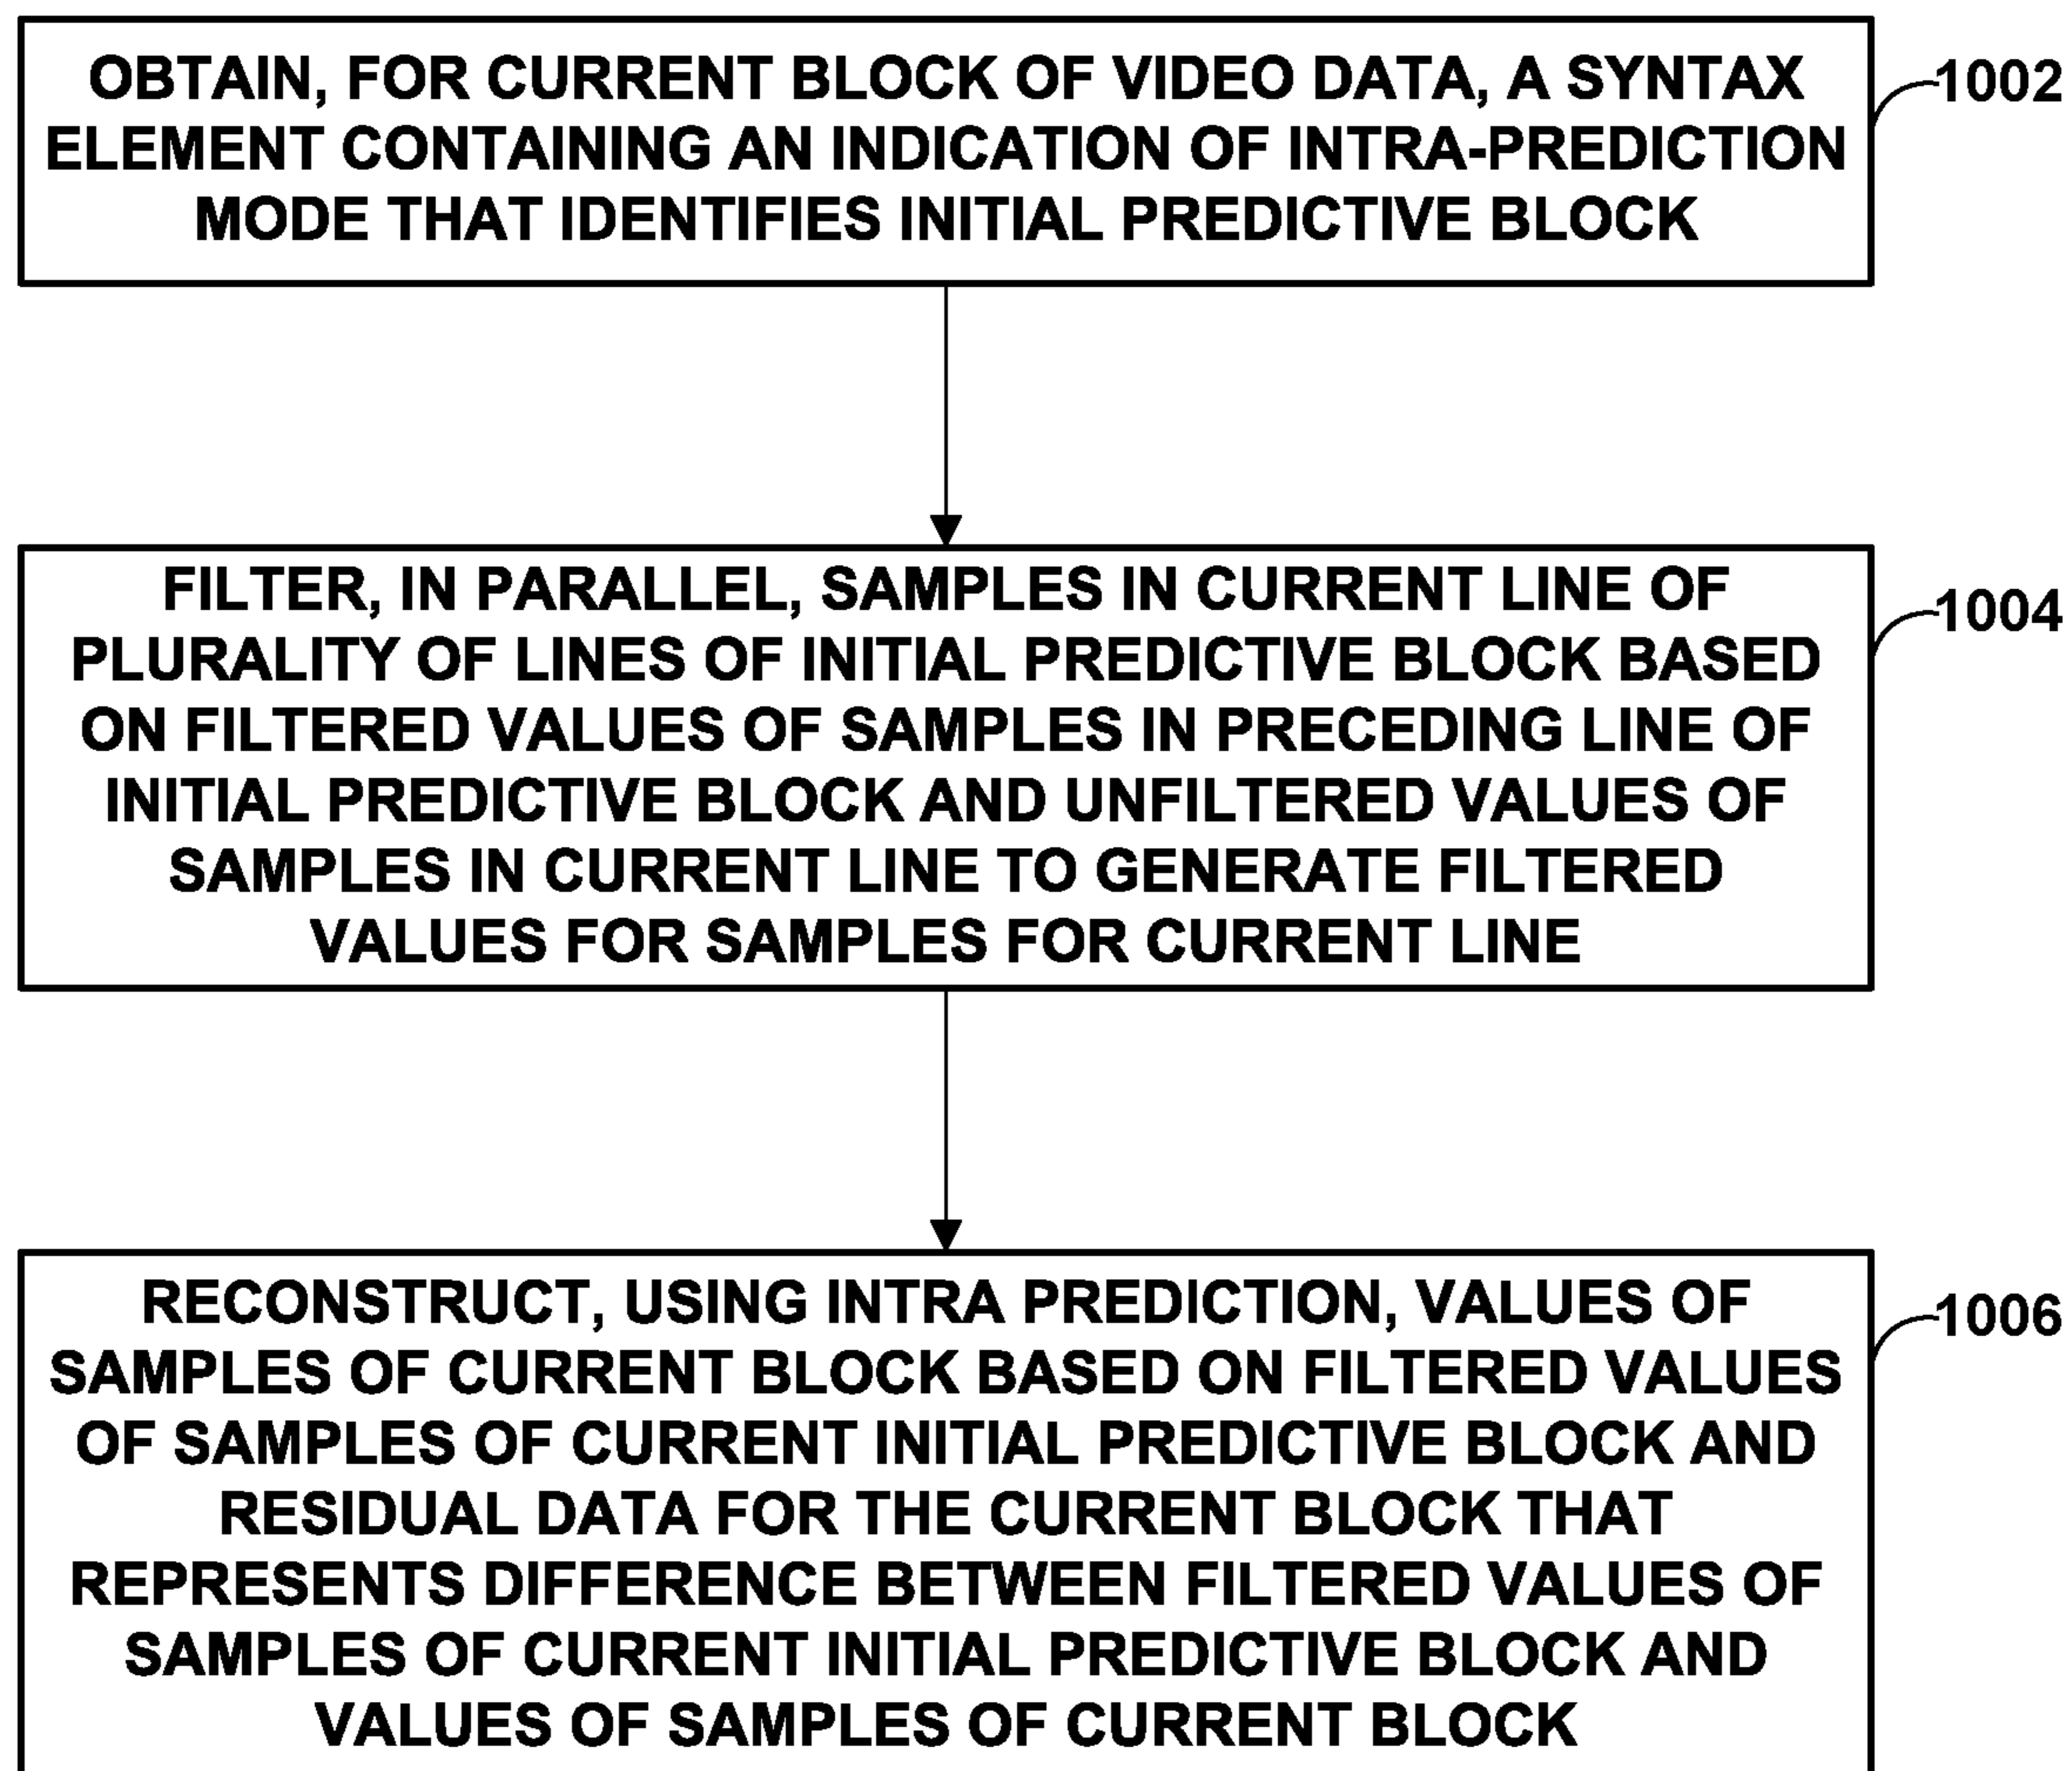 OBTAIN, FOR CURRENT BLOCK OF VIDEO DATA, A SYNTAX
ELEMENT CONTAINING AN INDICATION OF INTRA-PREDICTION
MODE THAT IDENTIFIES INITIAL PREDICTIVE BLOCK
1002
FILTER, IN PARALLEL, SAMPLES IN CURRENT LINE OF
PLURALITY OF LINES OF INITIAL PREDICTIVE BLOCK BASED
ON FILTERED VALUES OF SAMPLES IN PRECEDING LINE OF
INITIAL PREDICTIVE BLOCK AND UNFILTERED VALUES OF
SAMPLES IN CURRENT LINE TO GENERATE FILTERED
VALUES FOR SAMPLES FOR CURRENT LINE
1004
RECONSTRUCT, USING INTRA PREDICTION, VALUES OF
SAMPLES OF CURRENT BLOCK BASED ON FILTERED VALUES
OF SAMPLES OF CURRENT INITIAL PREDICTIVE BLOCK AND
RESIDUAL DATA FOR THE CURRENT BLOCK THAT
REPRESENTS DIFFERENCE BETWEEN FILTERED VALUES OF
SAMPLES OF CURRENT INITIAL PREDICTIVE BLOCK AND
VALUES OF SAMPLES OF CURRENT BLOCK
1006